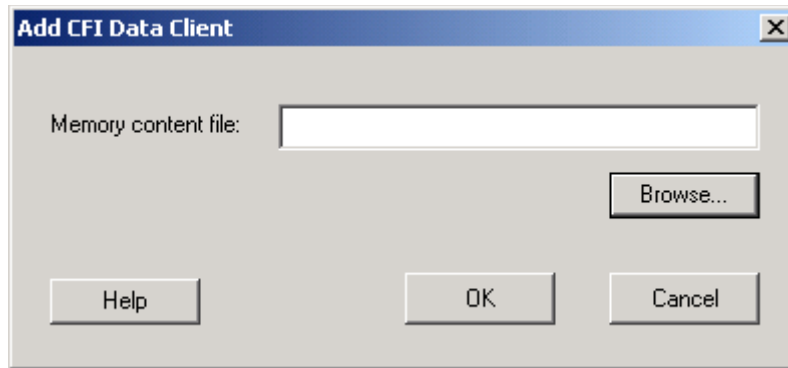 Add CFI Data Client
Memory content file:
Browse...
Help OK Cancel